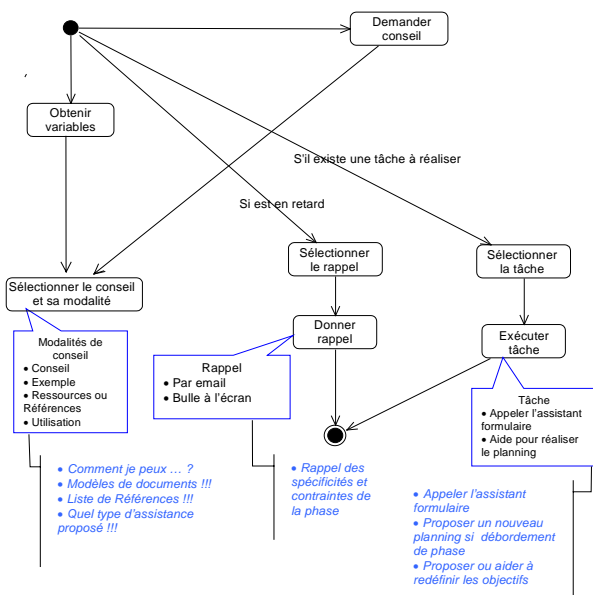 Demander
conseil
Obtenir
variables
S'il existe une tâche à réaliser
Si est en retard
Sélectionner le conseil
et sa modalité
Sélectionner
le rappel
Sélectionner
la tâche
Donner
rappel
Exécuter
tâche
Modalités de
conseil
• Conseil
• Exemple
• Ressources ou
Références
• Utilisation
Rappel
• Par email
• Bulle à l'écran
Tâche
• Appeler l'assistant
formulaire
• Aide pour réaliser
le planning
• Comment je peux ... ?
• Modèles de documents !!!
• Liste de Références !!!
• Quel type d'assistance
proposé !!!
• Rappel des
spécificités et
contraintes de
la phase
• Appeler l'assistant
formulaire
• Proposer un nouveau
planning si débordement
de phase
• Proposer ou aider à
redéfinir les objectifs